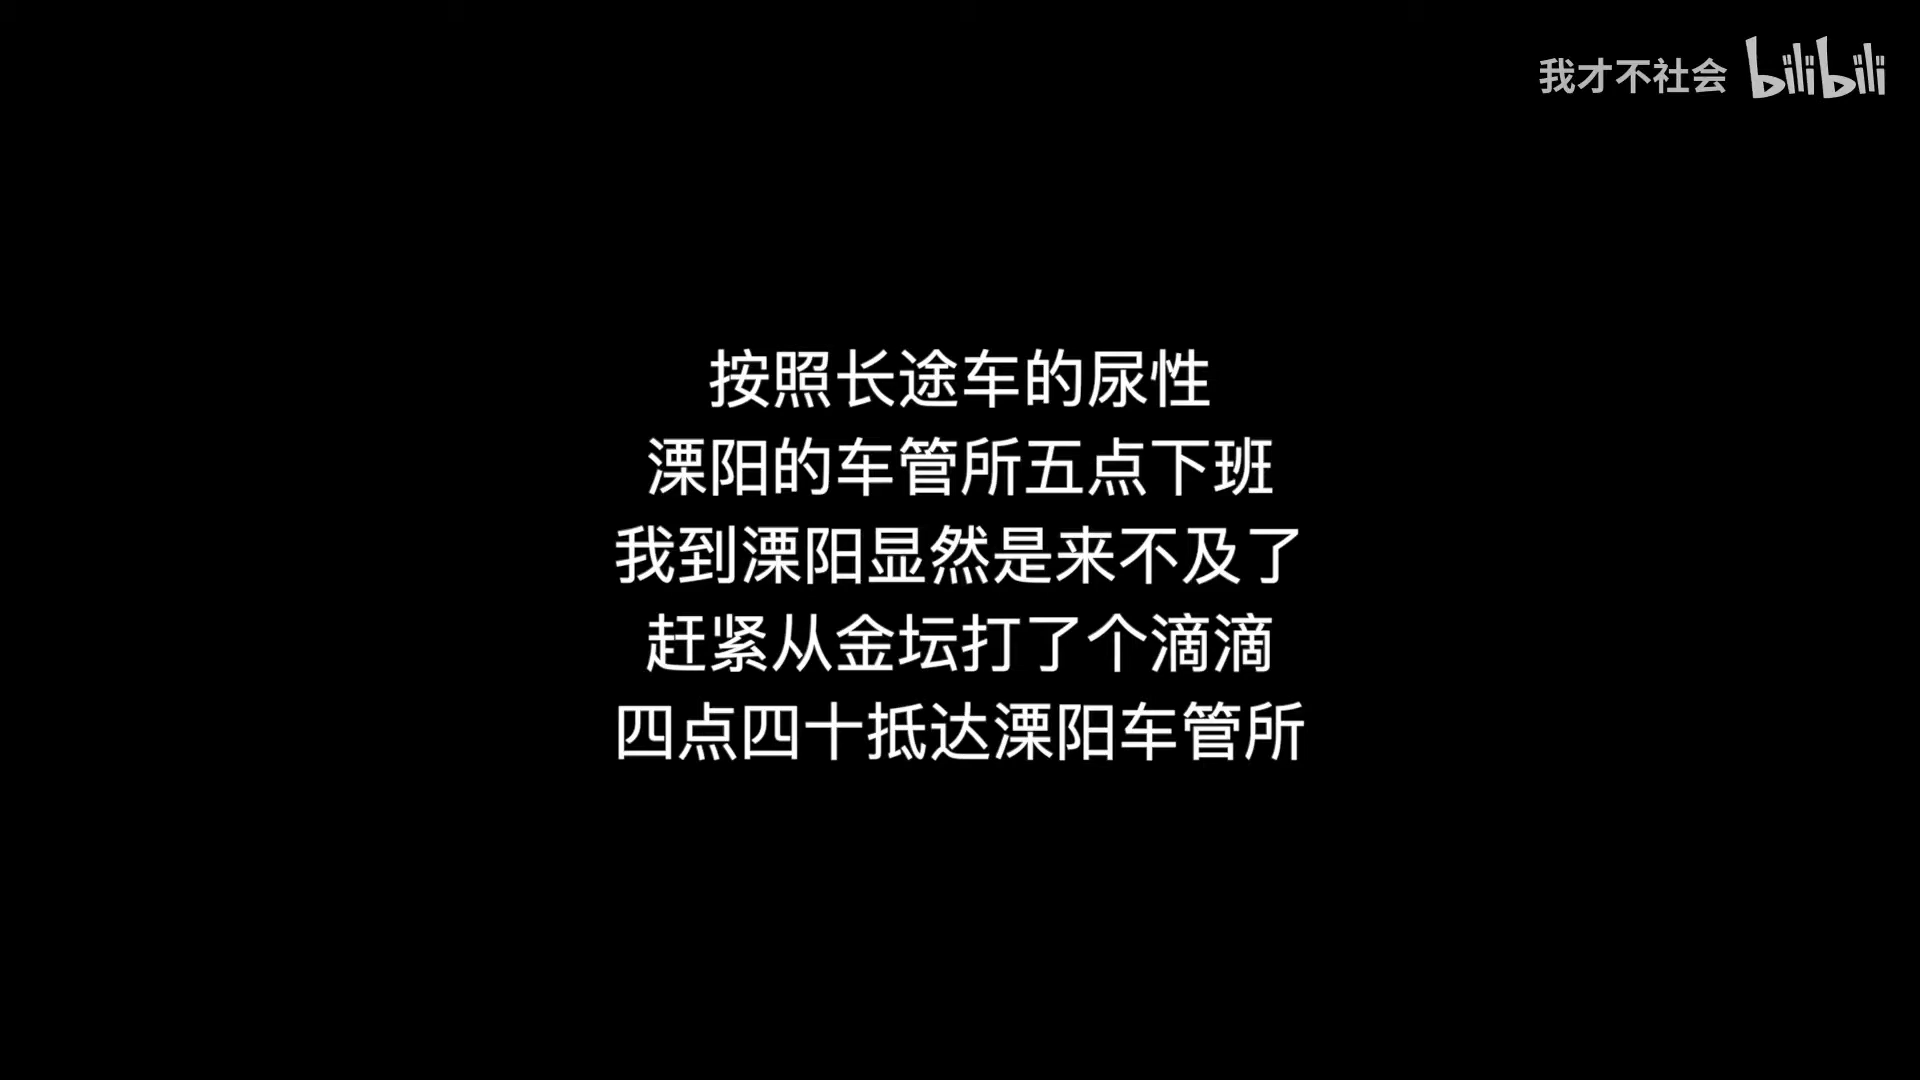 我才不社会 bilibili
按照长途车的尿性
溧阳的车管所五点下班
我到溧阳显然是来不及了
赶紧从金坛打了个滴滴
四点四十抵达溧阳车管所